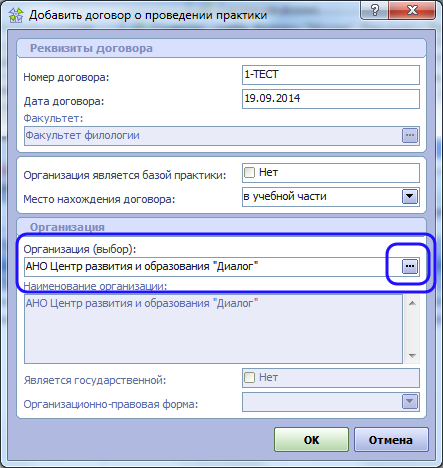 Добавить договор о проведении практики
Реквизиты договора
Номер договора: 1-ТЕСТ
Дата договора: 19.09.2014
Факультет:
Факультет филологии
Организация является базой практики: Нет
Место нахождения договора: в учебной части
Организация
Организация (выбор):
АНО Центр развития и образования "Диалог"
Наименование организации:
АНО Центр развития и образования "Диалог"
Является государственной: Нет
Организационно-правовая форма:
ОК Отмена